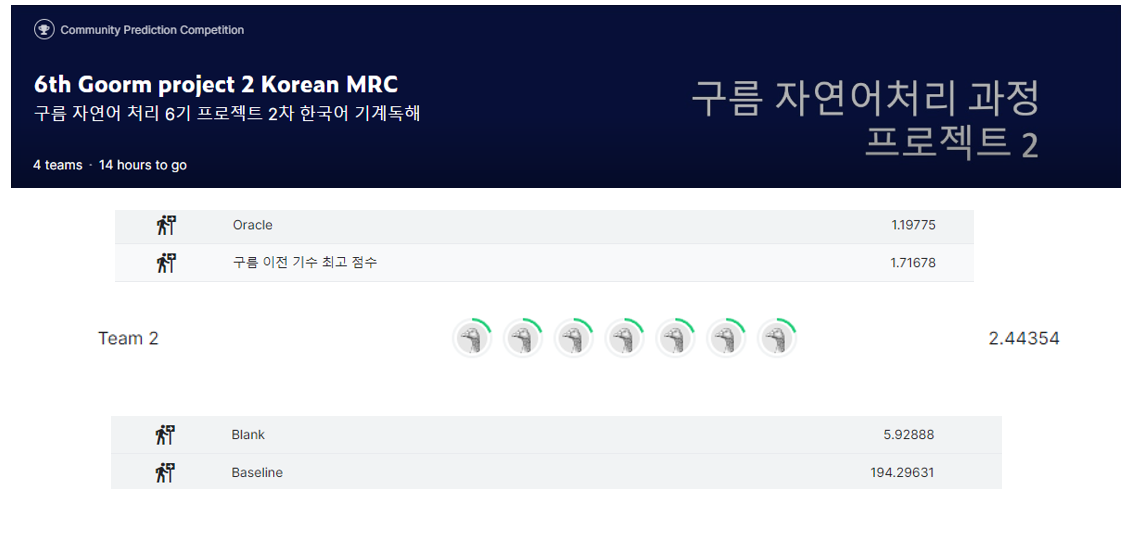 Community Prediction Competition
6th Goorm project 2 Korean MRC
구름 자연어 처리 6기 프로젝트 2차 한국어 기계독해
4 teams · 14 hours to go
구름 자연어처리 과정
프로젝트 2
Oracle 1.19775
구름 이전 기수 최고 점수 1.71678
Team 2 2.44354
Blank 5.92888
Baseline 194.29631